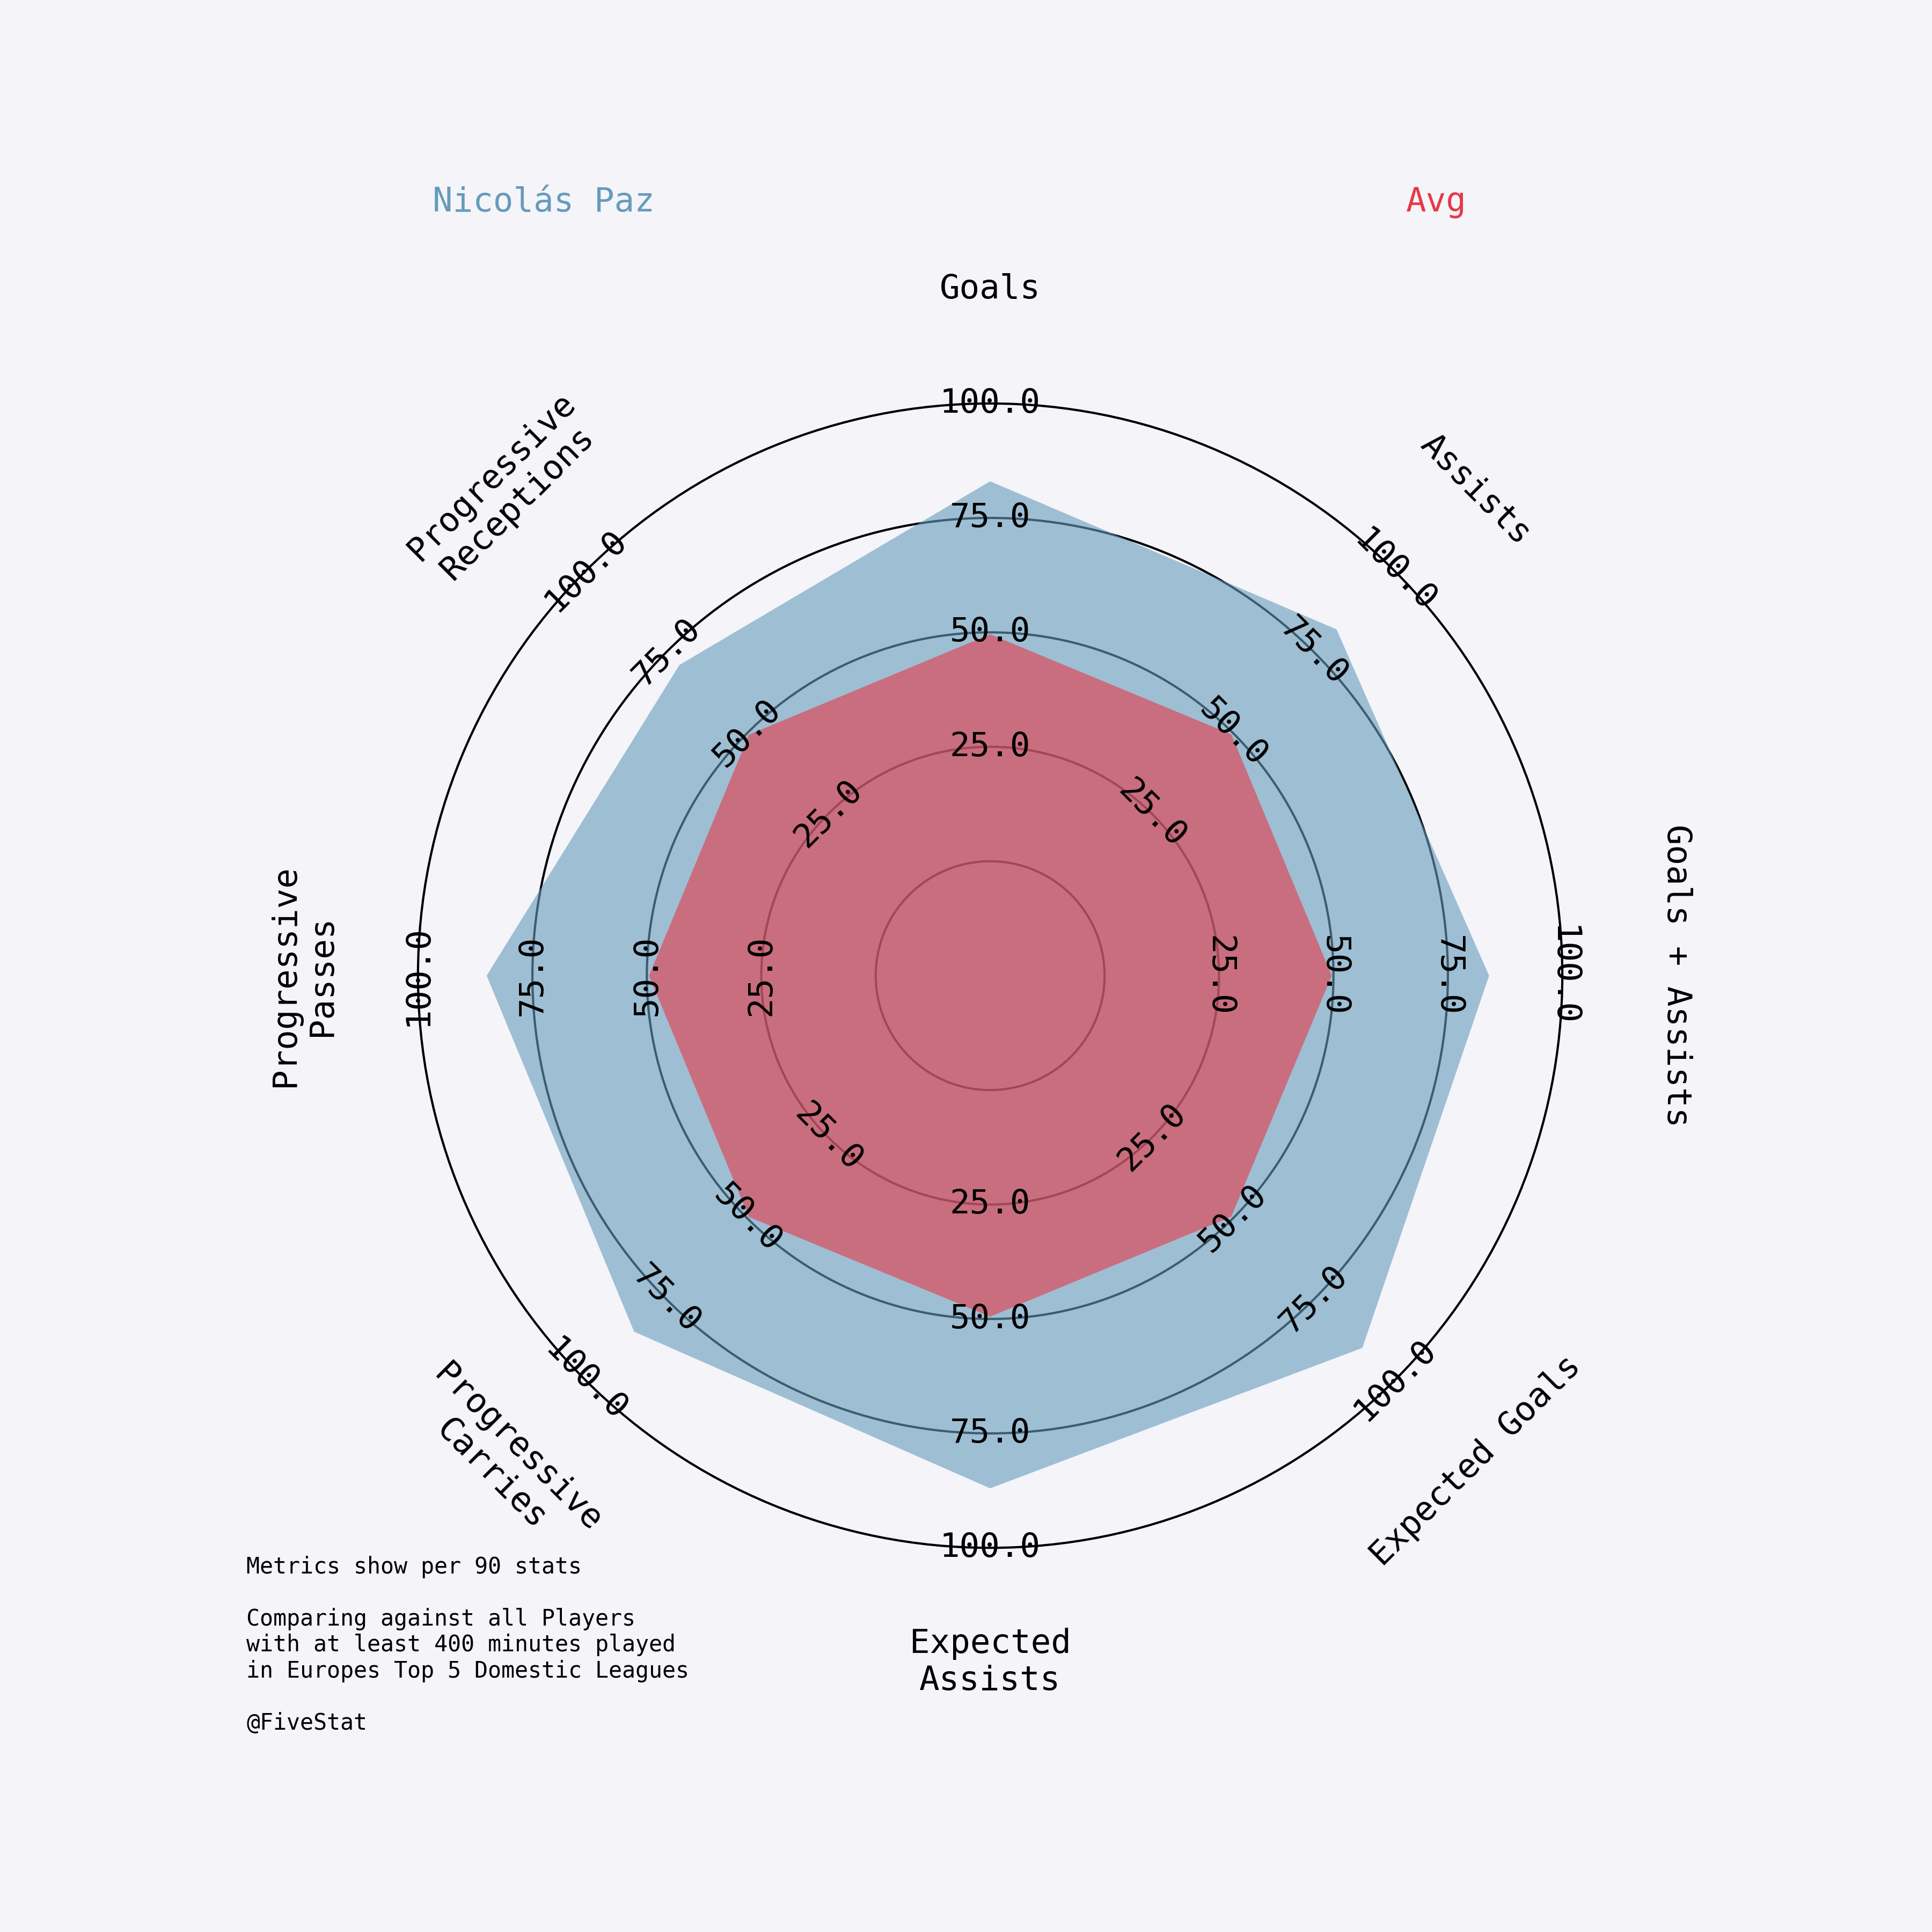 Nicolás Paz
Avg
Goals
Assists
Goals + Assists
Expected Goals
Expected
Assists
Progressive
Carries
Progressive
Passes
Progressive
Receptions
25.0
50.0
75.0
100.0
25.0
50.0
75.0
100.0
25.0
50.0
75.0
100.0
25.0
50.0
75.0
100.0
25.0
50.0
75.0
100.0
25.0
50.0
75.0
100.0
25.0
50.0
75.0
100.0
25.0
50.0
75.0
100.0
Metrics show per 90 stats
Comparing against all Players
with at least 400 minutes played
in Europes Top 5 Domestic Leagues
@FiveStat